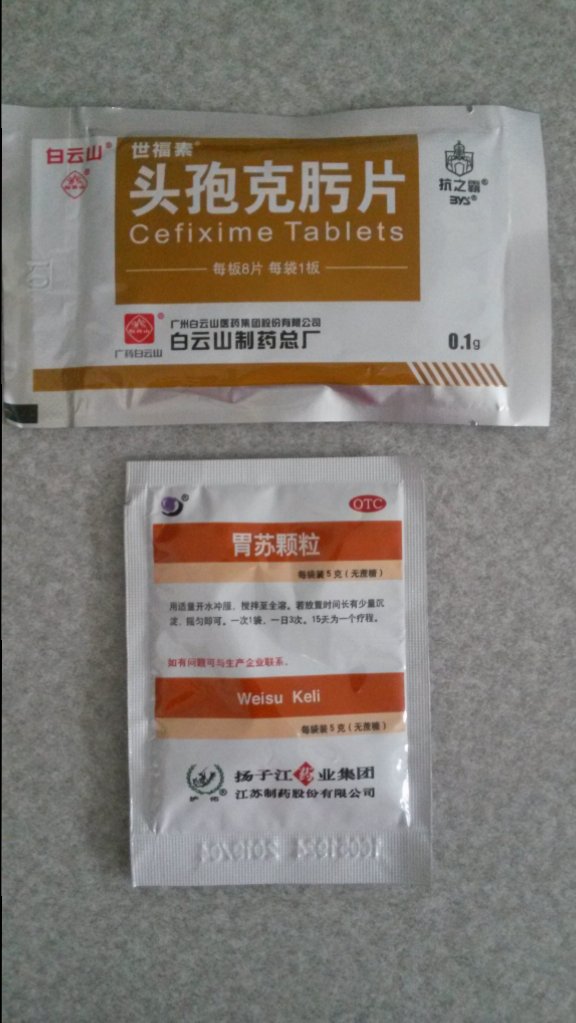 白云山®
世福素®
头孢克肟片
Cefixime Tablets
每板8片 每袋1板
抗之霸®
BYS®
广药白云山
广州白云山医药集团股份有限公司
白云山制药总厂
0.1g
OTC
胃苏颗粒
每袋装5克(无蔗糖)
用适量开水冲服,搅拌至全溶。若放置时间长有少量沉
淀,摇匀即可。一次1袋,一日3次。15天为一个疗程。
如有问题可与生产企业联系。
Weisu Keli
每袋装5克(无蔗糖)
护佑®
扬子江药业集团
江苏制药股份有限公司